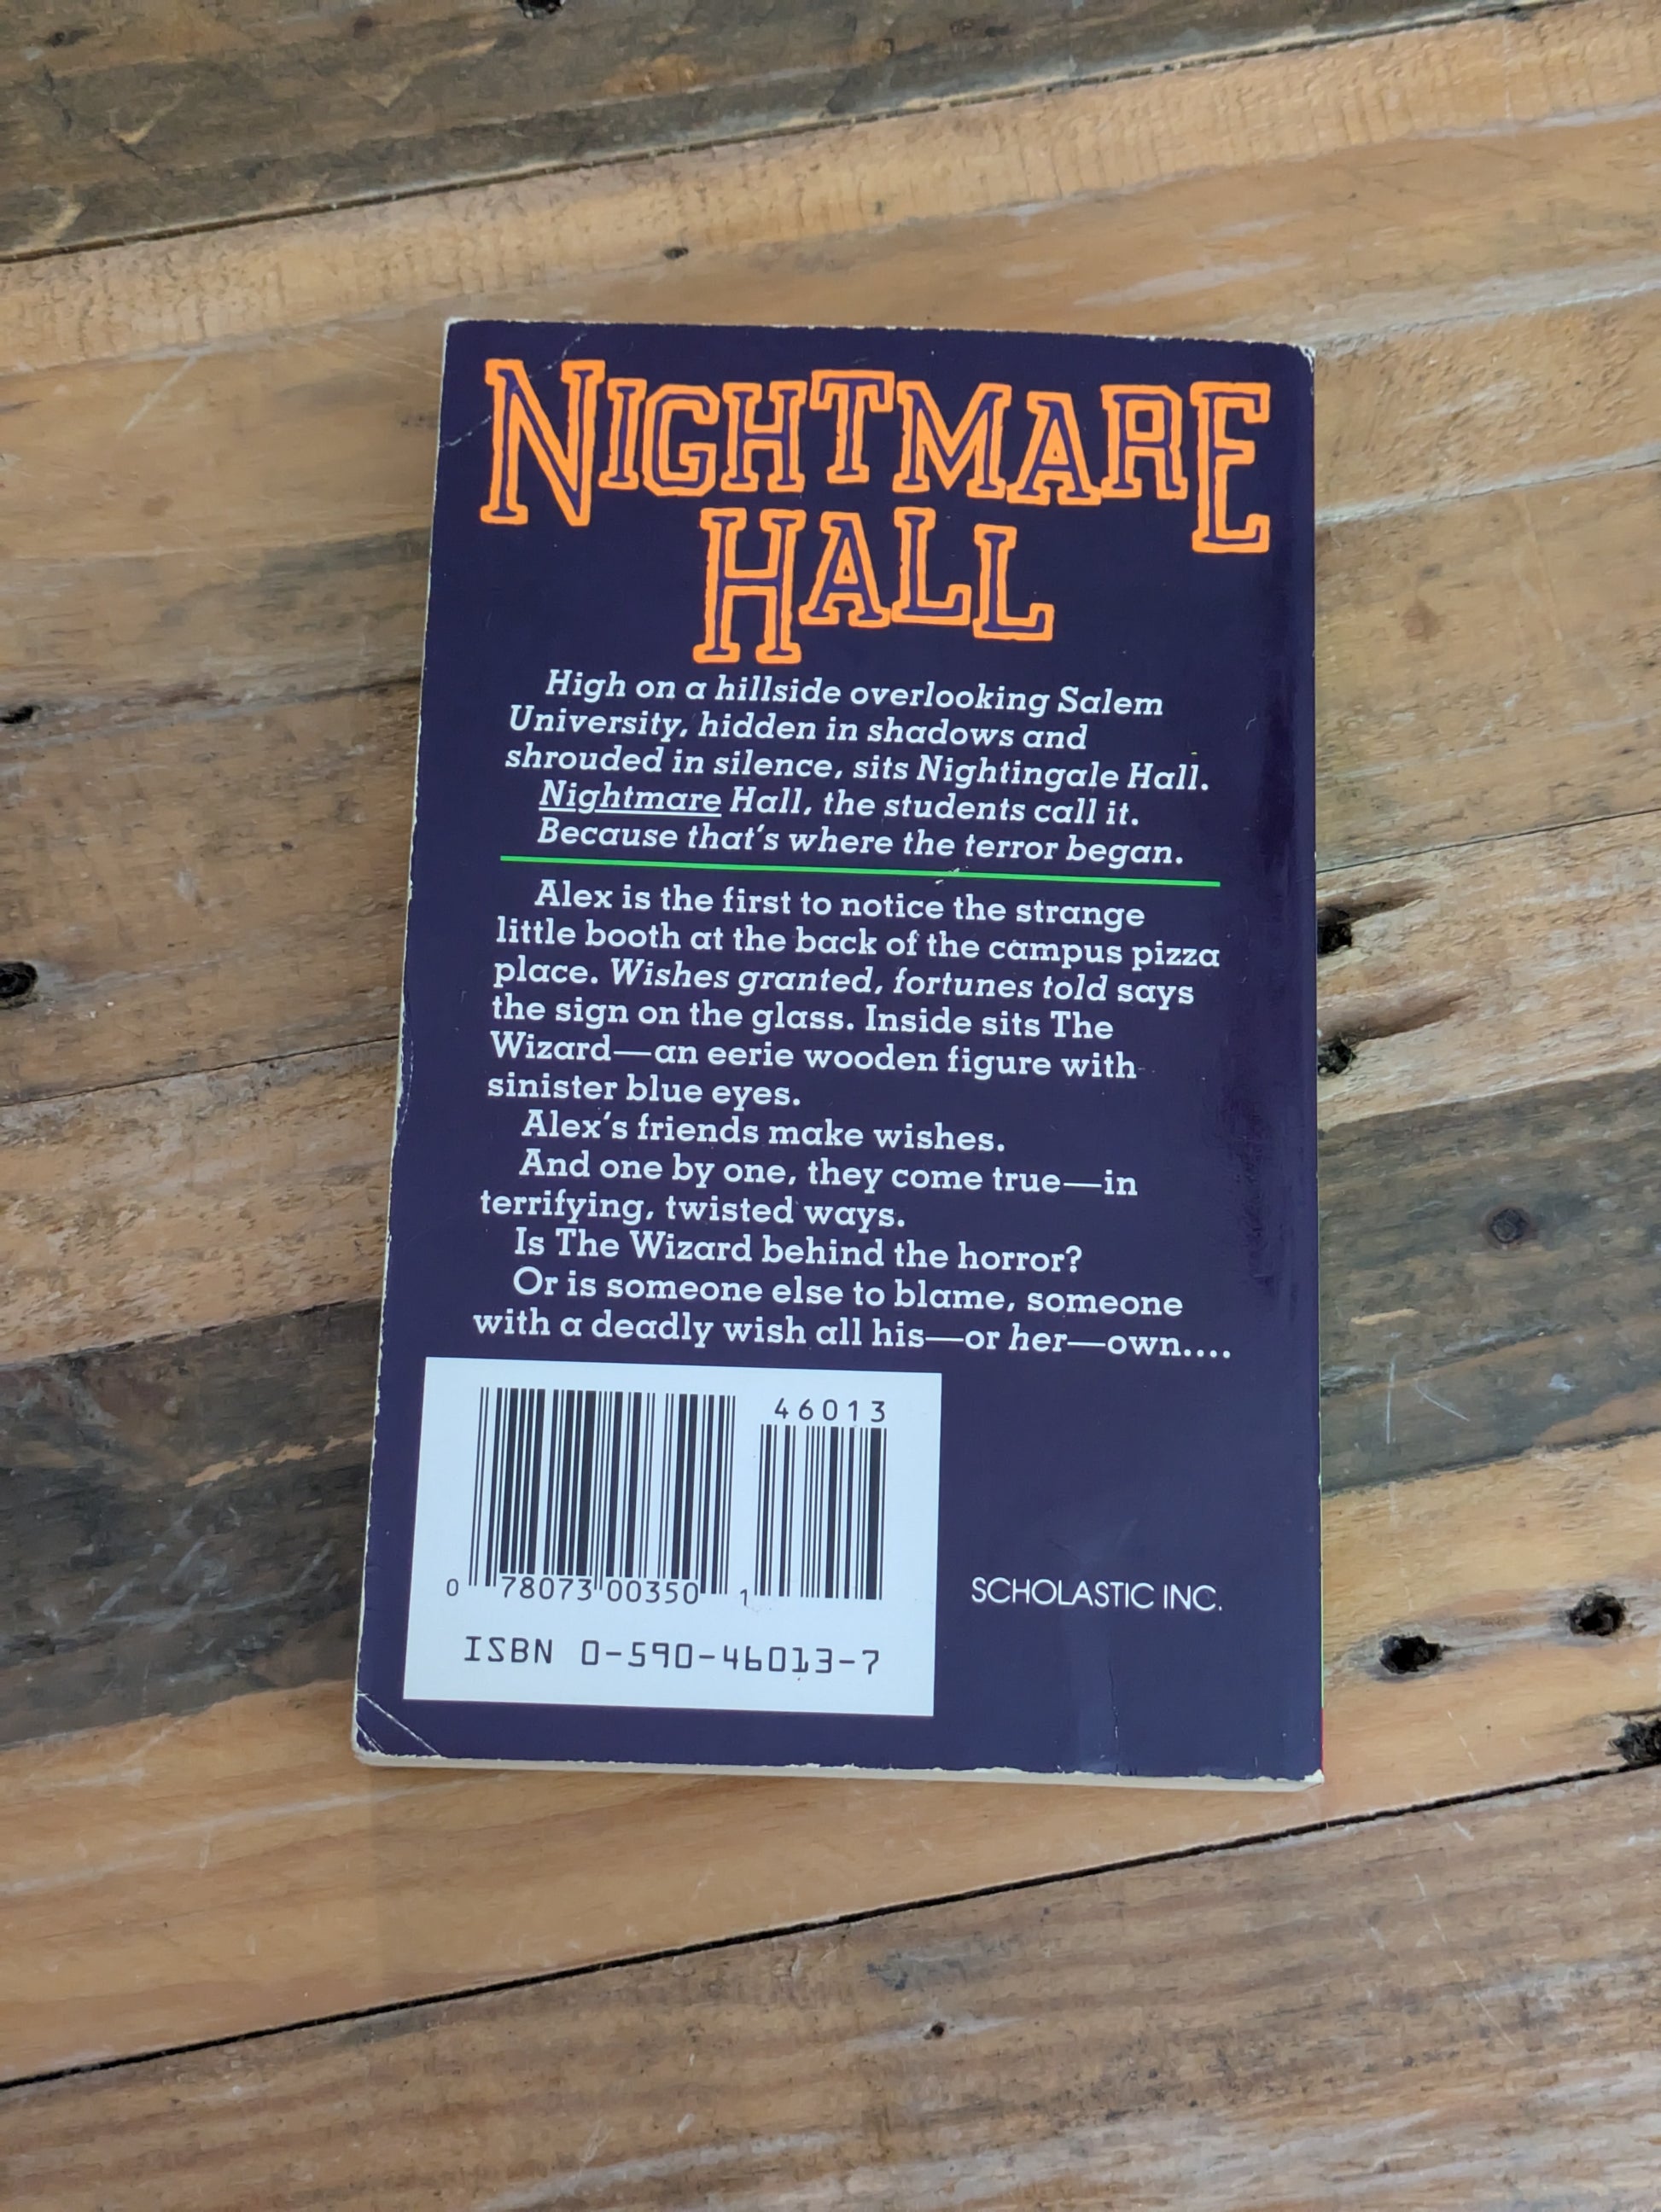 NIGHTMARE
HALL
High on a hillside overlooking Salem
University, hidden in shadows and
shrouded in silence, sits Nightingale Hall.
Nightmare Hall, the students call it.
Because that's where the terror began.
Alex is the first to notice the strange
little booth at the back of the campus pizza
place. Wishes granted, fortunes told says
the sign on the glass. Inside sits The
Wizard—an eerie wooden figure with
sinister blue eyes.
Alex's friends make wishes.
And one by one, they come true—in
terrifying, twisted ways.
Is The Wizard behind the horror?
Or is someone else to blame, someone
with a deadly wish all his—or her—own....
46013
0 78073 00350 1
ISBN 0-590-46013-7
SCHOLASTIC INC.